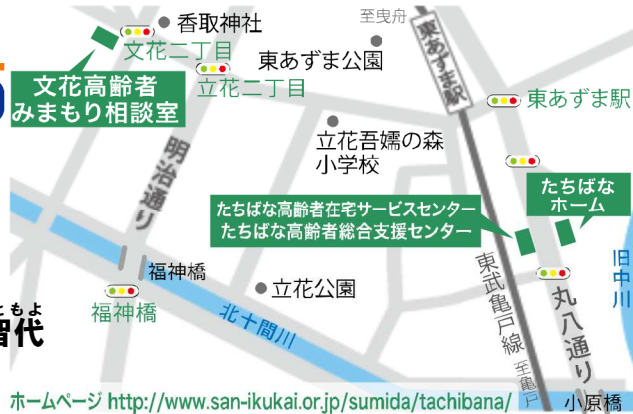 至曳舟
香取神社
文花二丁目
東あずま公園
東あずま駅
文花高齢者
みまもり相談室
立花二丁目
東あずま駅
明治通り
立花吾嬬の森
小学校
たちばな
ホーム
たちばな高齢者在宅サービスセンター
たちばな高齢者総合支援センター
旧中川
福神橋
立花公園
東武亀戸線
丸八通り
福神橋
北十間川
ともよ
智代
至亀戸
小原橋
ホームページ http://www.san-ikukai.or.jp/sumida/tachibana/